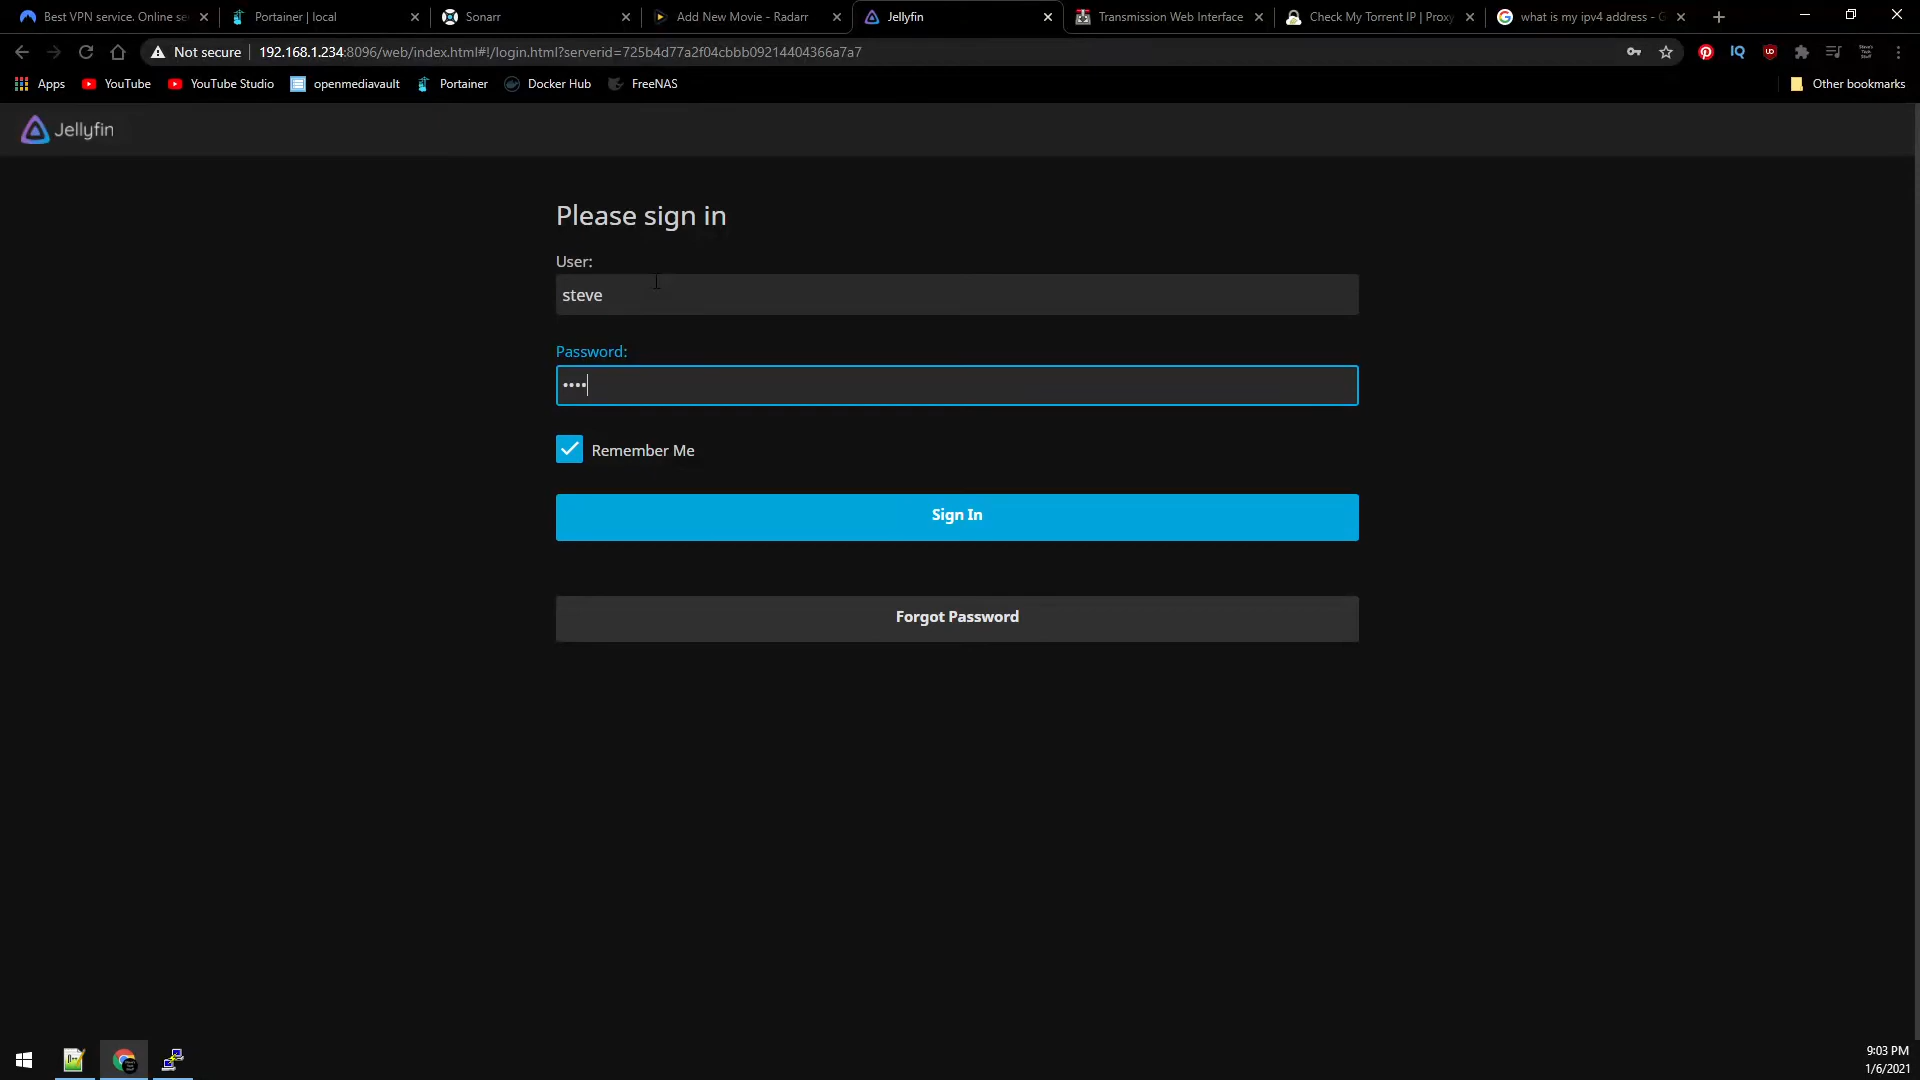 Best VPN service. Online se
Portainer | local
Sonarr
Add New Movie - Radarr
Jellyfin
Transmission Web Interface
Check My Torrent IP | Proxy
what is my ipv4 address - G
Not secure
192.168.1.234:8096/web/index.html#!/login.html?serverid=725b4d77a2f04cbbb09214404366a7a7
IQ
Apps
YouTube
YouTube Studio
openmediavault
Portainer
Docker Hub
FreeNAS
Other bookmarks
Jellyfin
Please sign in
User:
steve
Password:
••••
Remember Me
Sign In
Forgot Password
9:03 PM
1/6/2021